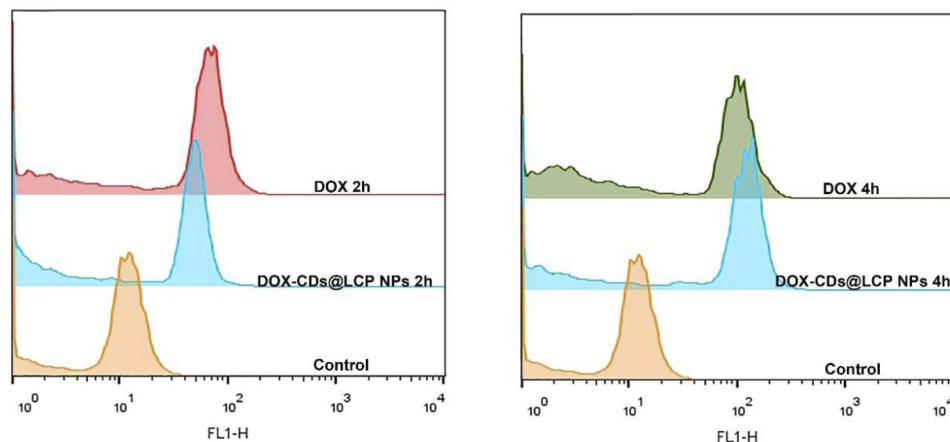 DOX 2h
DOX-CDs@LCP NPs 2h
Control
10⁰ 10¹ 10² 10³ 10⁴
FL1-H
DOX 4h
DOX-CDs@LCP NPs 4h
Control
10⁰ 10¹ 10² 10³ 10⁴
FL1-H